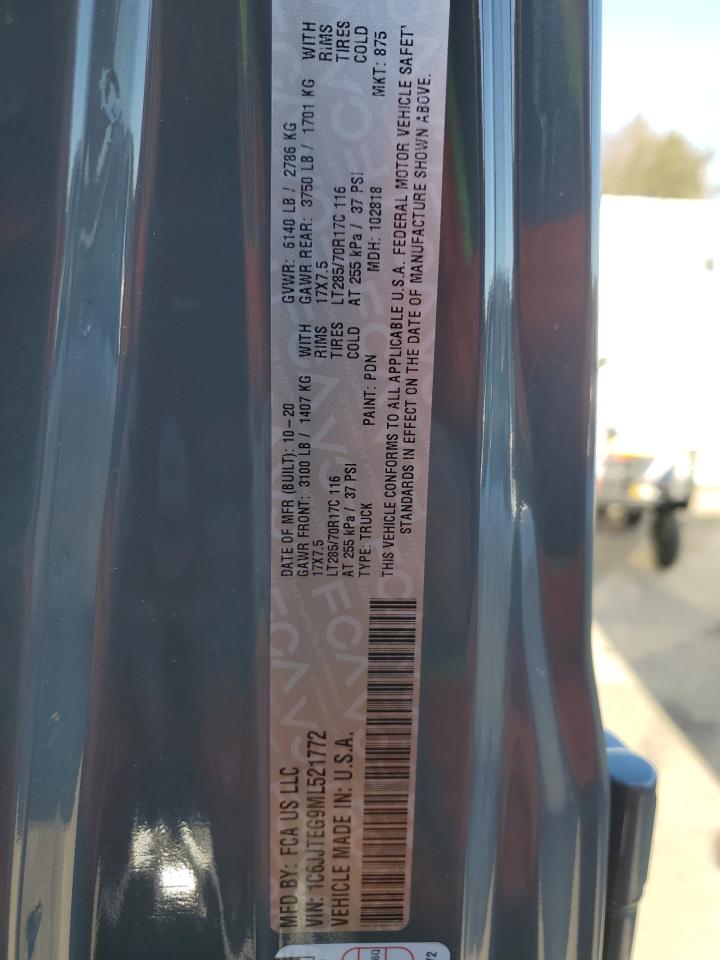 MFD BY: FCA US LLC
VIN: 1C6JJTEG9ML521772
VEHICLE MADE IN: U.S.A.
DATE OF MFR (BUILT): 10-20 GVWR: 6140 LB / 2786 KG
GAWR FRONT: 3100 LB / 1407 KG WITH GAWR REAR: 3750 LB / 1701 KG WITH
17X7.5 RIMS 17X7.5 RIMS
LT285/70R17C 116 TIRES LT285/70R17C 116 TIRES
AT 255 kPa / 37 PSI COLD AT 255 kPa / 37 PSI COLD
TYPE: TRUCK PAINT: PDN MDH: 102818 MKT: 875
THIS VEHICLE CONFORMS TO ALL APPLICABLE U.S.A. FEDERAL MOTOR VEHICLE SAFETY
STANDARDS IN EFFECT ON THE DATE OF MANUFACTURE SHOWN ABOVE.